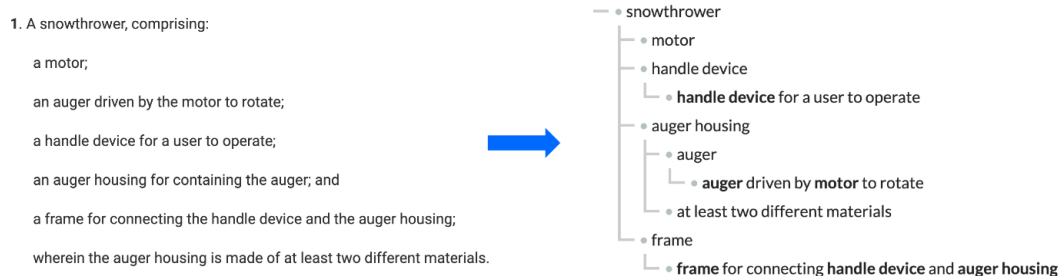 1. A snowthrower, comprising:
a motor;
an auger driven by the motor to rotate;
a handle device for a user to operate;
an auger housing for containing the auger; and
a frame for connecting the handle device and the auger housing;
wherein the auger housing is made of at least two different materials.
snowthrower
motor
handle device
handle device for a user to operate
auger housing
auger
auger driven by motor to rotate
at least two different materials
frame
frame for connecting handle device and auger housing